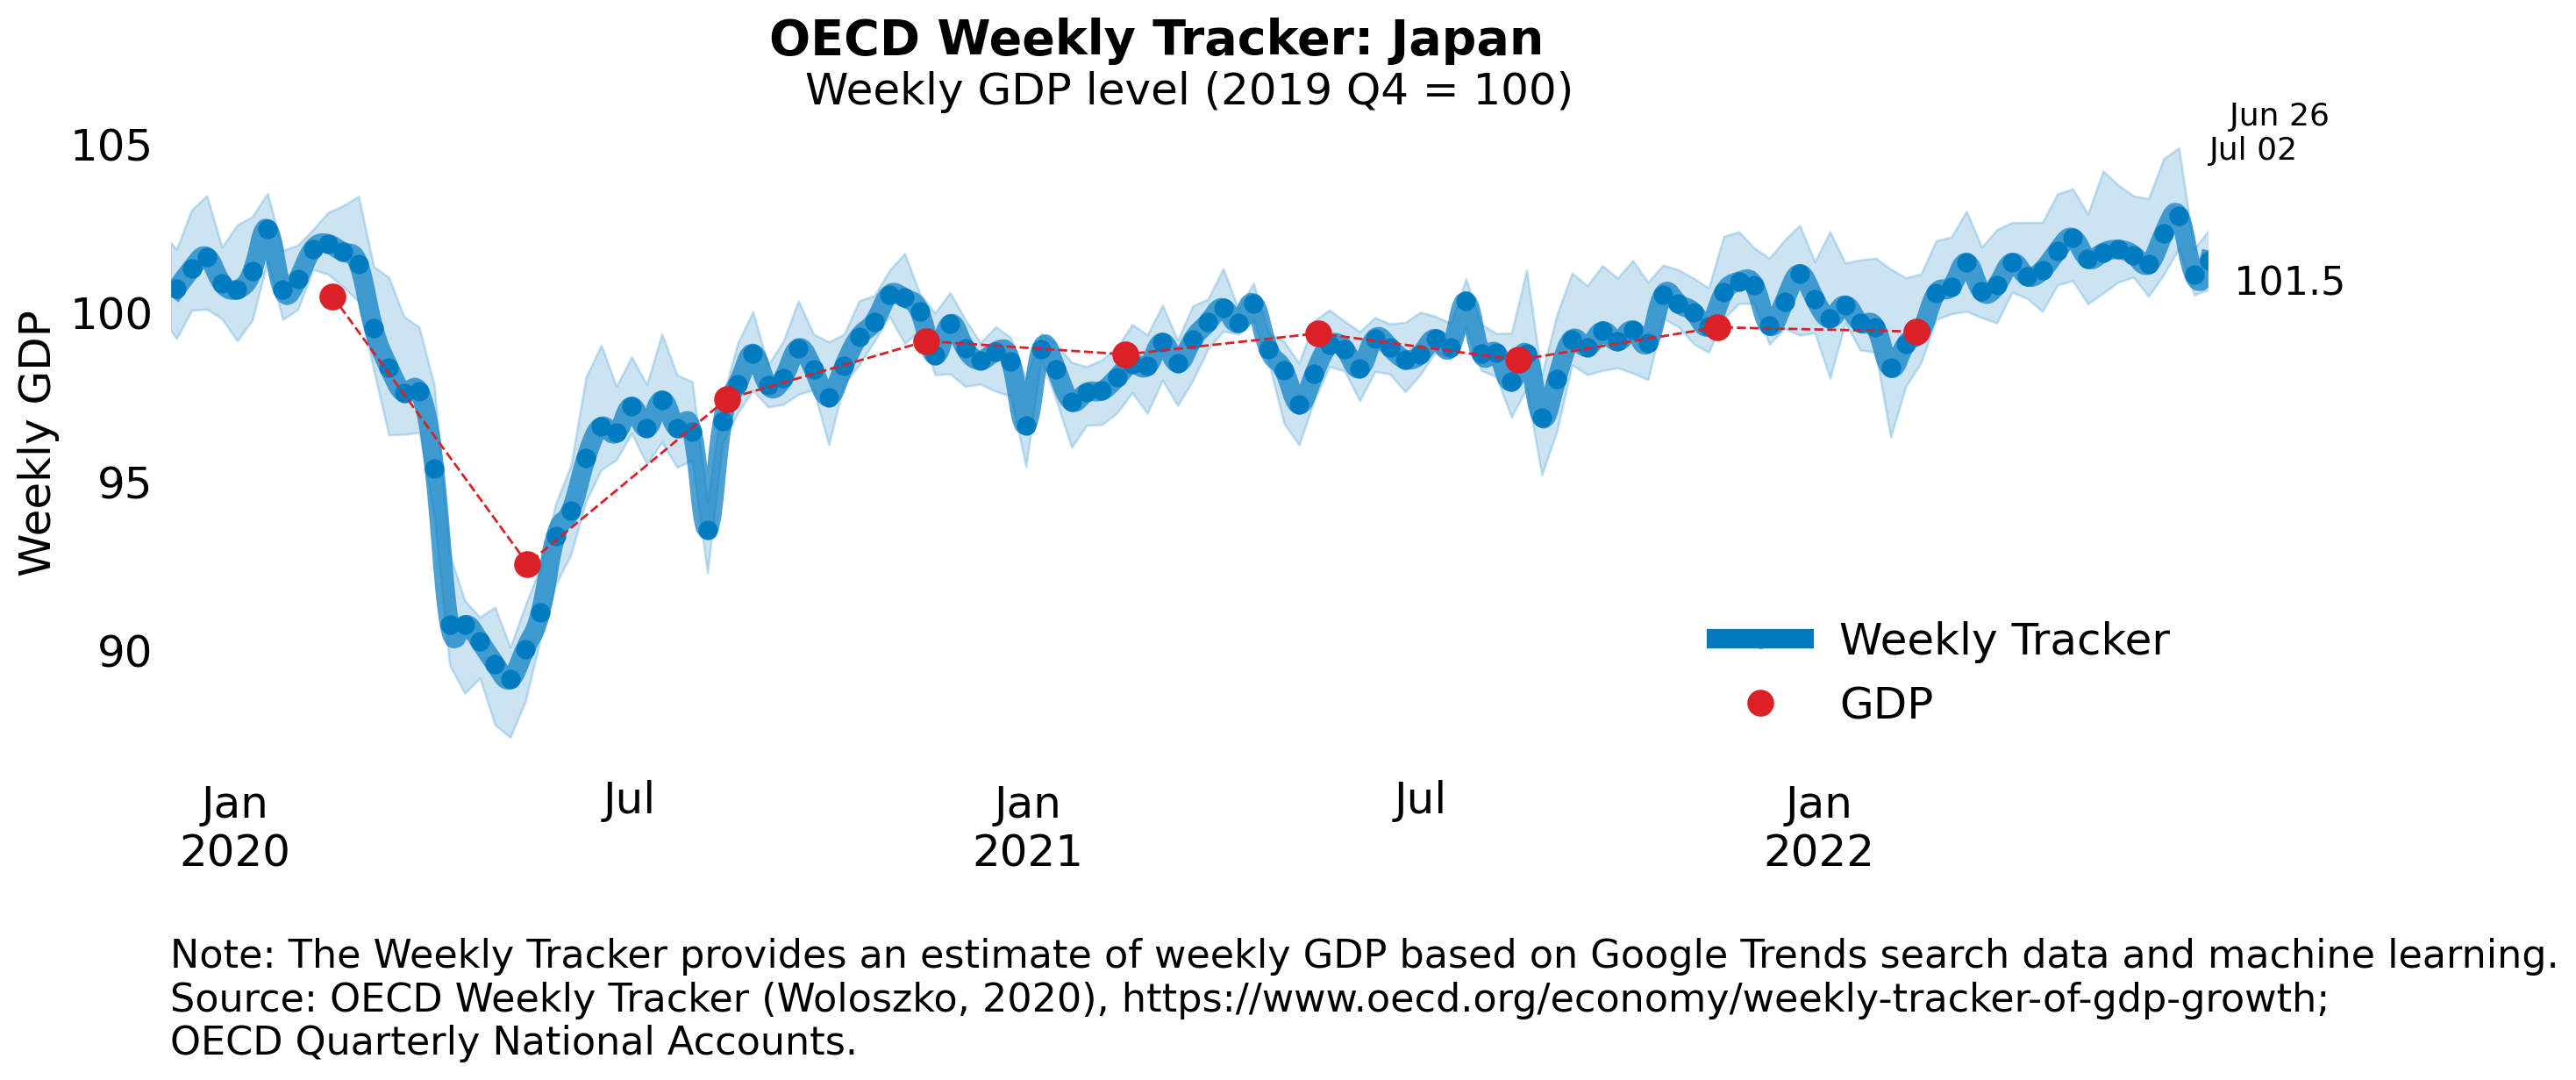 OECD Weekly Tracker: Japan
Weekly GDP level (2019 Q4 = 100)
Jun 26
Jul 02
105
100
95
90
Weekly GDP
101.5
Weekly Tracker
GDP
Jan
2020
Jul
Jan
2021
Jul
Jan
2022
Note: The Weekly Tracker provides an estimate of weekly GDP based on Google Trends search data and machine learning.
Source: OECD Weekly Tracker (Woloszko, 2020), https://www.oecd.org/economy/weekly-tracker-of-gdp-growth;
OECD Quarterly National Accounts.